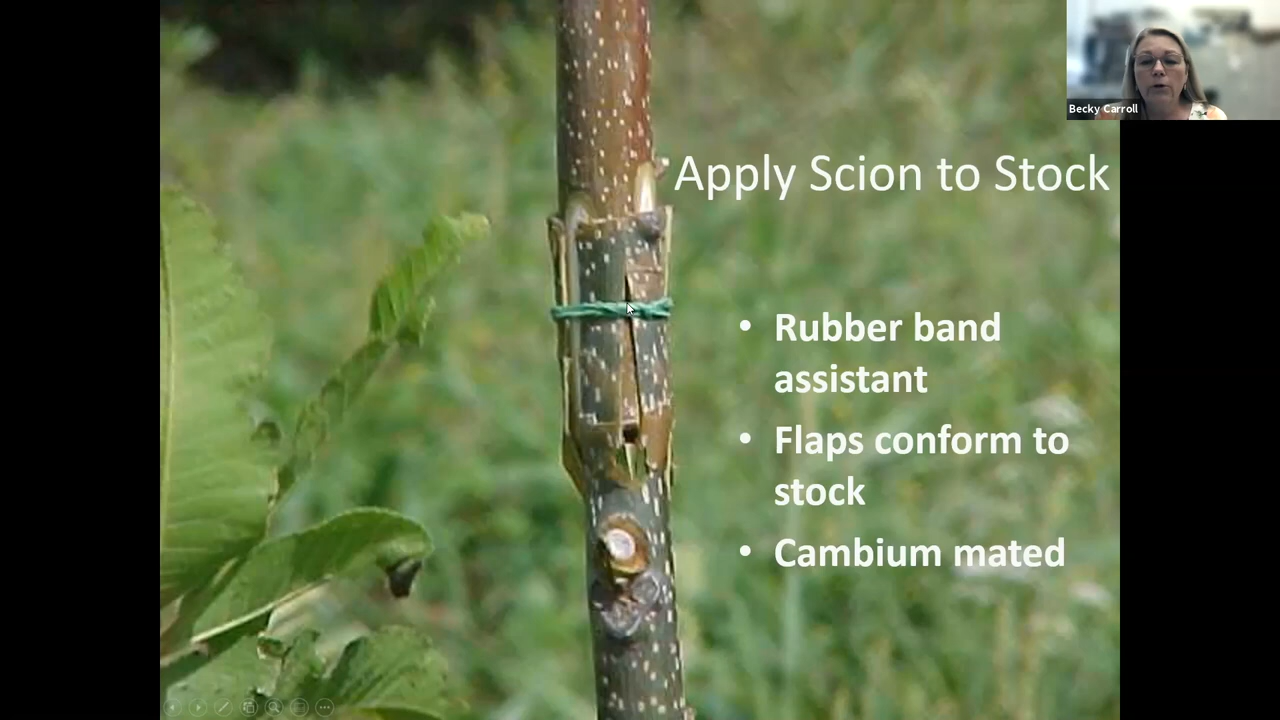 Becky Carroll
Apply Scion to Stock
• Rubber band
assistant
• Flaps conform to
stock
• Cambium mated